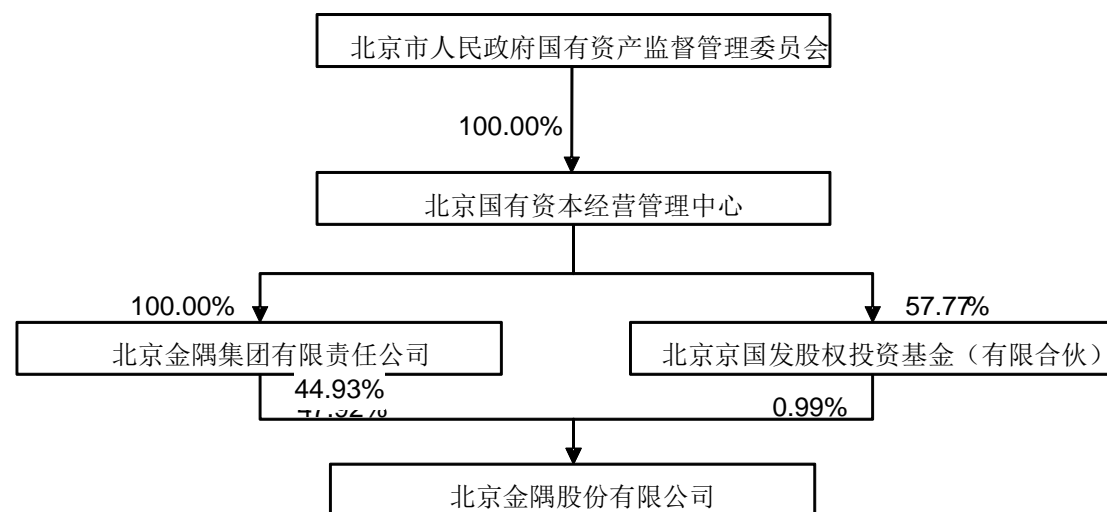 北京市人民政府国有资产监督管理委员会
100.00%
北京国有资本经营管理中心
100.00%
57.77%
北京金隅集团有限责任公司
北京京国发股权投资基金（有限合伙）
44.93%
47.92%
0.99%
北京金隅股份有限公司